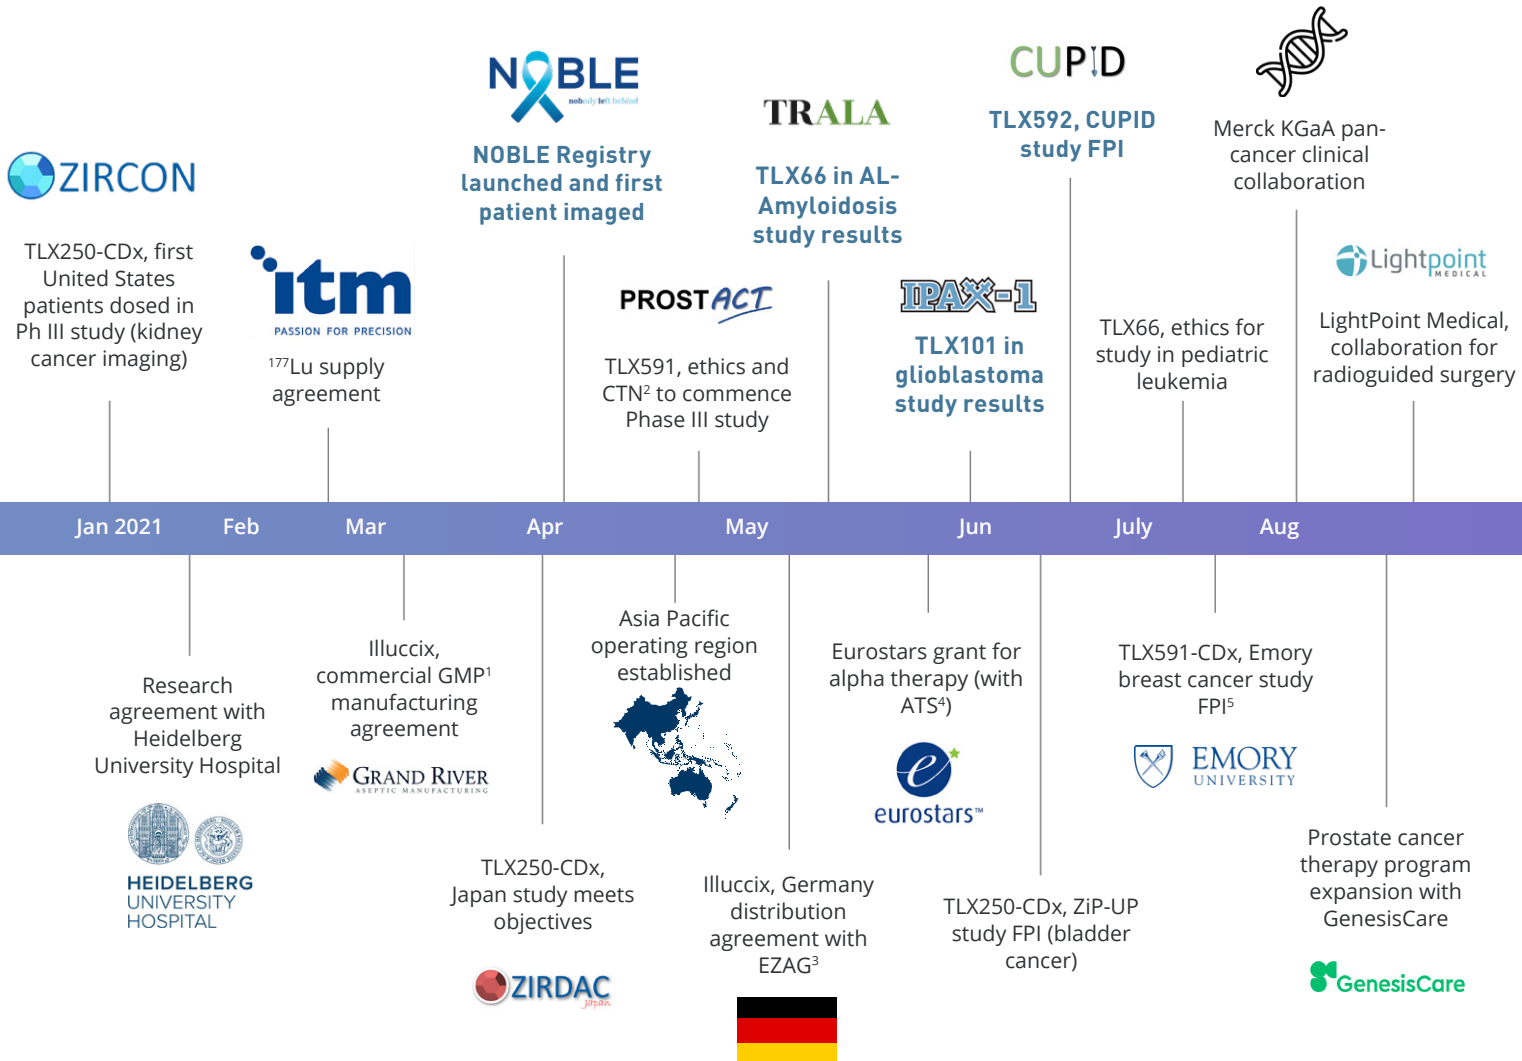 ZIRCON
TLX250-CDx, first
United States
patients dosed in
Ph III study (kidney
cancer imaging)
itm
PASSION FOR PRECISION
177Lu supply
agreement
NOBLE
nobody left behind
NOBLE Registry
launched and first
patient imaged
PROSTACT
TLX591, ethics and
CTN2 to commence
Phase III study
TRALA
TLX66 in AL-
Amyloidosis
study results
IPAX-1
TLX101 in
glioblastoma
study results
CUPID
TLX592, CUPID
study FPI
TLX66, ethics for
study in pediatric
leukemia
Merck KGaA pan-
cancer clinical
collaboration
Lightpoint
MEDICAL
LightPoint Medical,
collaboration for
radioguided surgery
Jan 2021 Feb Mar Apr May Jun July Aug
Research
agreement with
Heidelberg
University Hospital
HEIDELBERG
UNIVERSITY
HOSPITAL
Illuccix,
commercial GMP1
manufacturing
agreement
GRAND RIVER
ASEPTIC MANUFACTURING
TLX250-CDx,
Japan study meets
objectives
ZIRDAC
Japan
Asia Pacific
operating region
established
Illuccix, Germany
distribution
agreement with
EZAG3
Eurostars grant for
alpha therapy (with
ATS4)
e
eurostars™
TLX250-CDx, ZiP-UP
study FPI (bladder
cancer)
TLX591-CDx, Emory
breast cancer study
FPI5
EMORY
UNIVERSITY
Prostate cancer
therapy program
expansion with
GenesisCare
GenesisCare